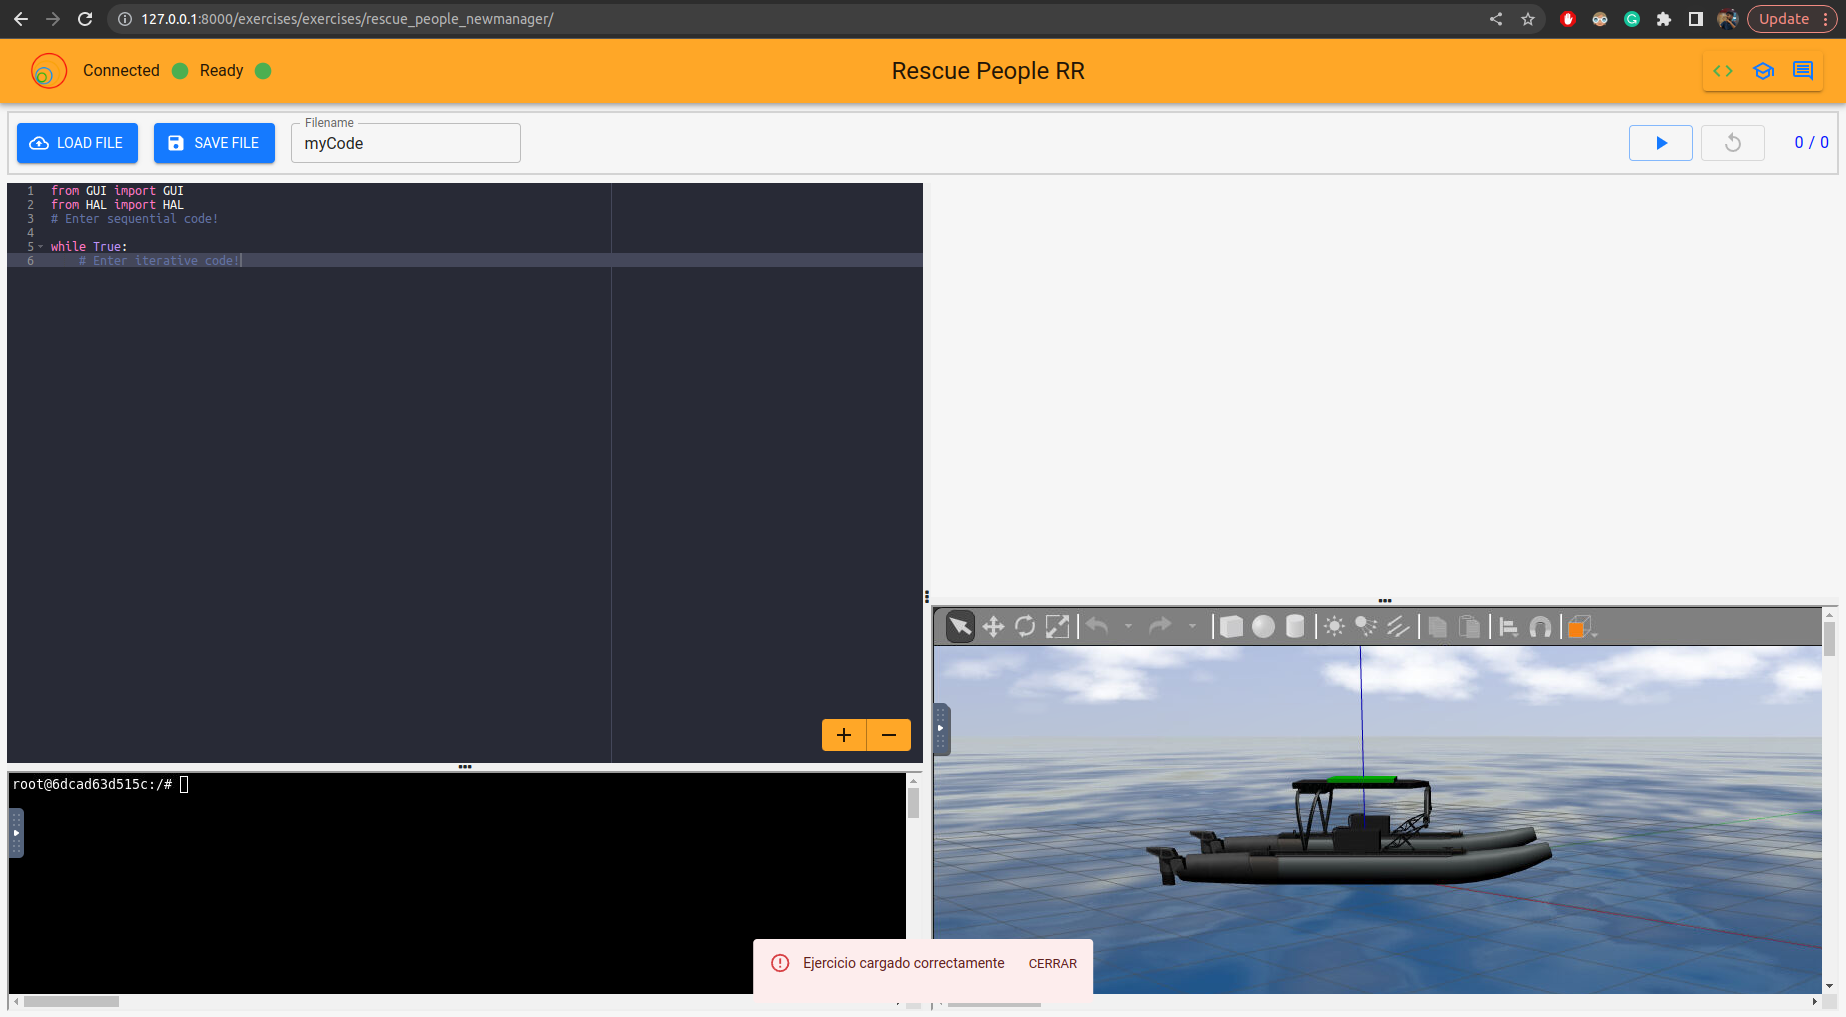 127.0.0.1:8000/exercises/exercises/rescue_people_newmanager/
Update
Connected
Ready
Rescue People RR
LOAD FILE
SAVE FILE
Filename
myCode
0 / 0
1 from GUI import GUI
2 from HAL import HAL
3 # Enter sequential code!
4
5 while True:
6 # Enter iterative code!
+ −
root@6dcad63d515c:/#
Ejercicio cargado correctamente
CERRAR